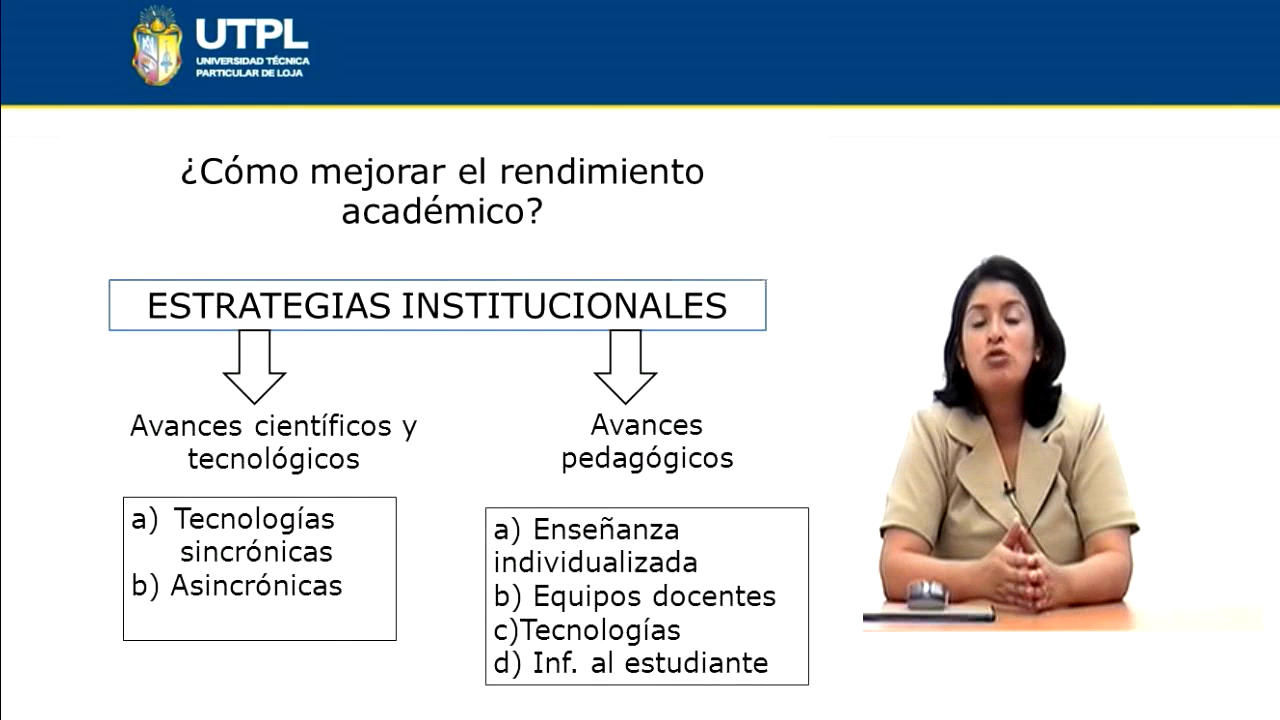 UTPL
UNIVERSIDAD TÉCNICA
PARTICULAR DE LOJA
¿Cómo mejorar el rendimiento
académico?
ESTRATEGIAS INSTITUCIONALES
Avances científicos y
tecnológicos
a) Tecnologías
sincrónicas
b) Asincrónicas
Avances
pedagógicos
a) Enseñanza
individualizada
b) Equipos docentes
c)Tecnologías
d) Inf. al estudiante